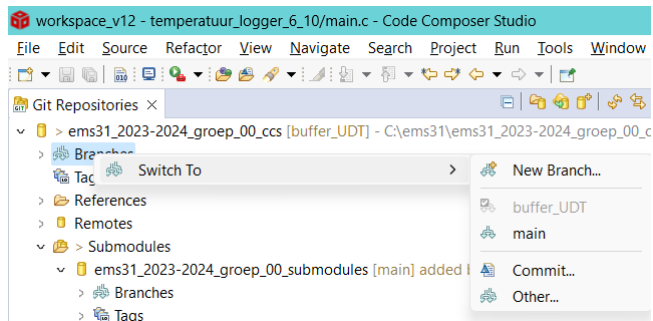 workspace_v12 - temperatuur_logger_6_10/main.c - Code Composer Studio
File Edit Source Refactor View Navigate Search Project Run Tools Window
Git Repositories
> ems31_2023-2024_groep_00_ccs [buffer_UDT] - C:\ems31\ems31_2023-2024_groep_00_c
Branches
Switch To
New Branch...
Tag
buffer_UDT
References
Remotes
main
> Submodules
ems31_2023-2024_groep_00_submodules [main] added
Commit...
Branches
Other...
Tags